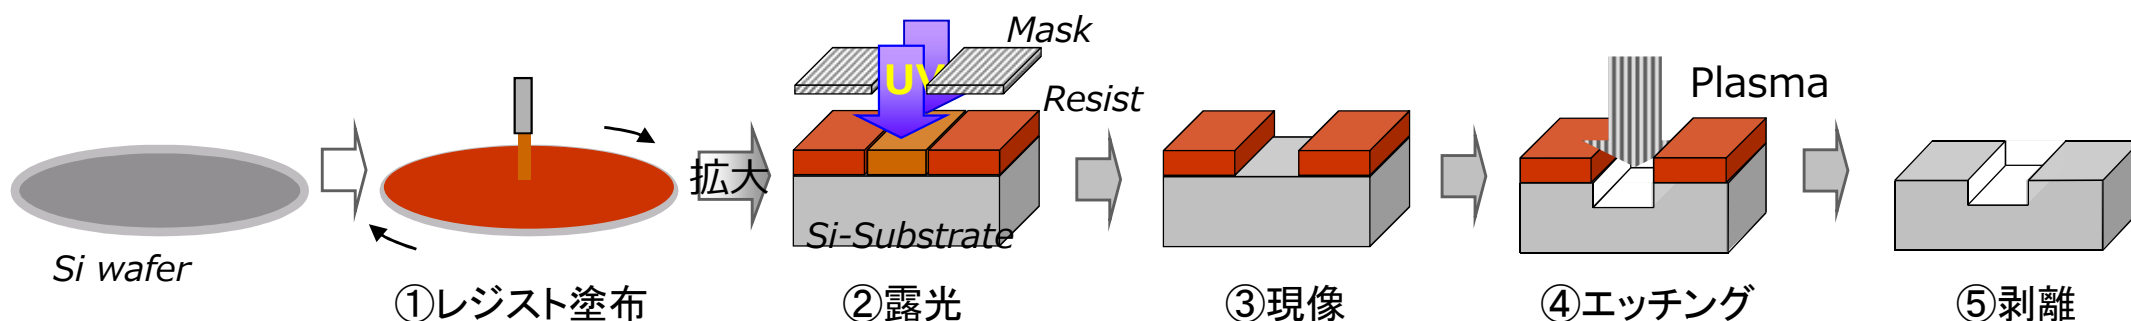 Si wafer
①レジスト塗布
拡大
UV
Mask
Resist
Si-Substrate
②露光
③現像
Plasma
④エッチング
⑤剥離